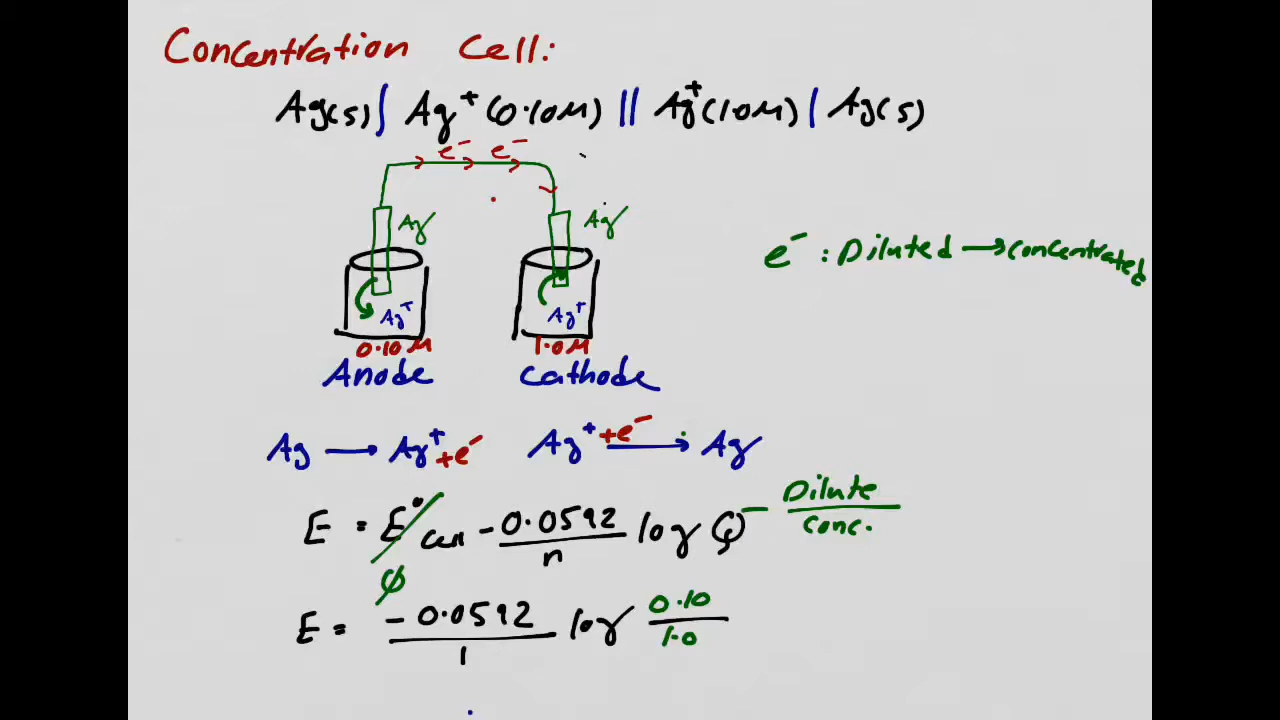 Concentration Cell:
Ag(s) | Ag⁺ (0.10M) || Ag⁺(1.0M) | Ag(s)
e⁻ e⁻
Ag Ag
e⁻ : Diluted → concentrated
Ag⁺ Ag⁺
0.10M 1.0M
Anode Cathode
Ag → Ag⁺ + e⁻ Ag⁺ + e⁻ → Ag
E = E° cell - 0.0592/n log Q - Dilute/conc.
0
E = -0.0592/1 log 0.10/1.0